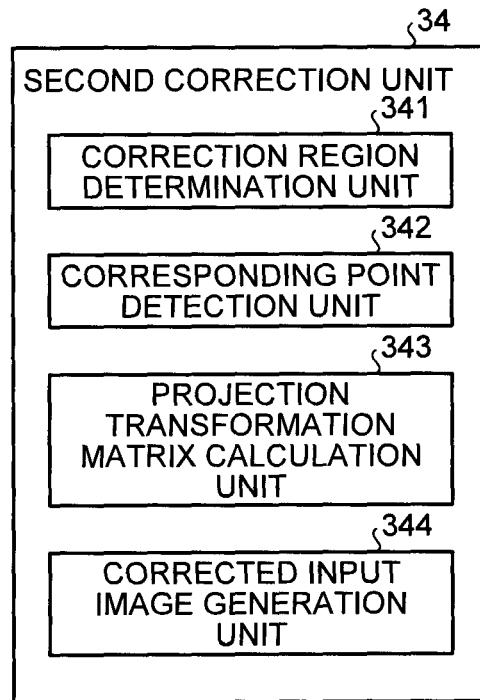 34
SECOND CORRECTION UNIT
341
CORRECTION REGION
DETERMINATION UNIT
342
CORRESPONDING POINT
DETECTION UNIT
343
PROJECTION
TRANSFORMATION
MATRIX CALCULATION
UNIT
344
CORRECTED INPUT
IMAGE GENERATION
UNIT